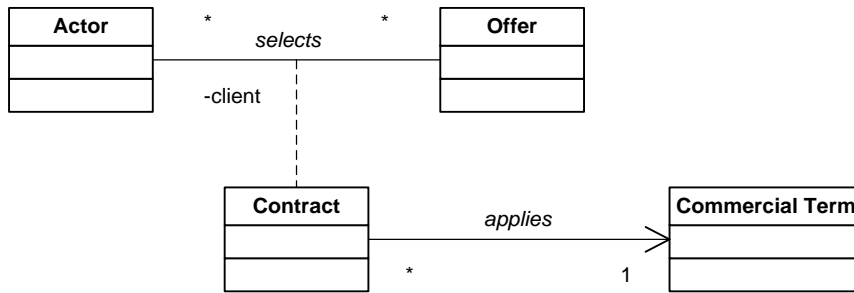 Actor
*
*
Offer
selects
-client
Contract
applies
Commercial Term
*
1